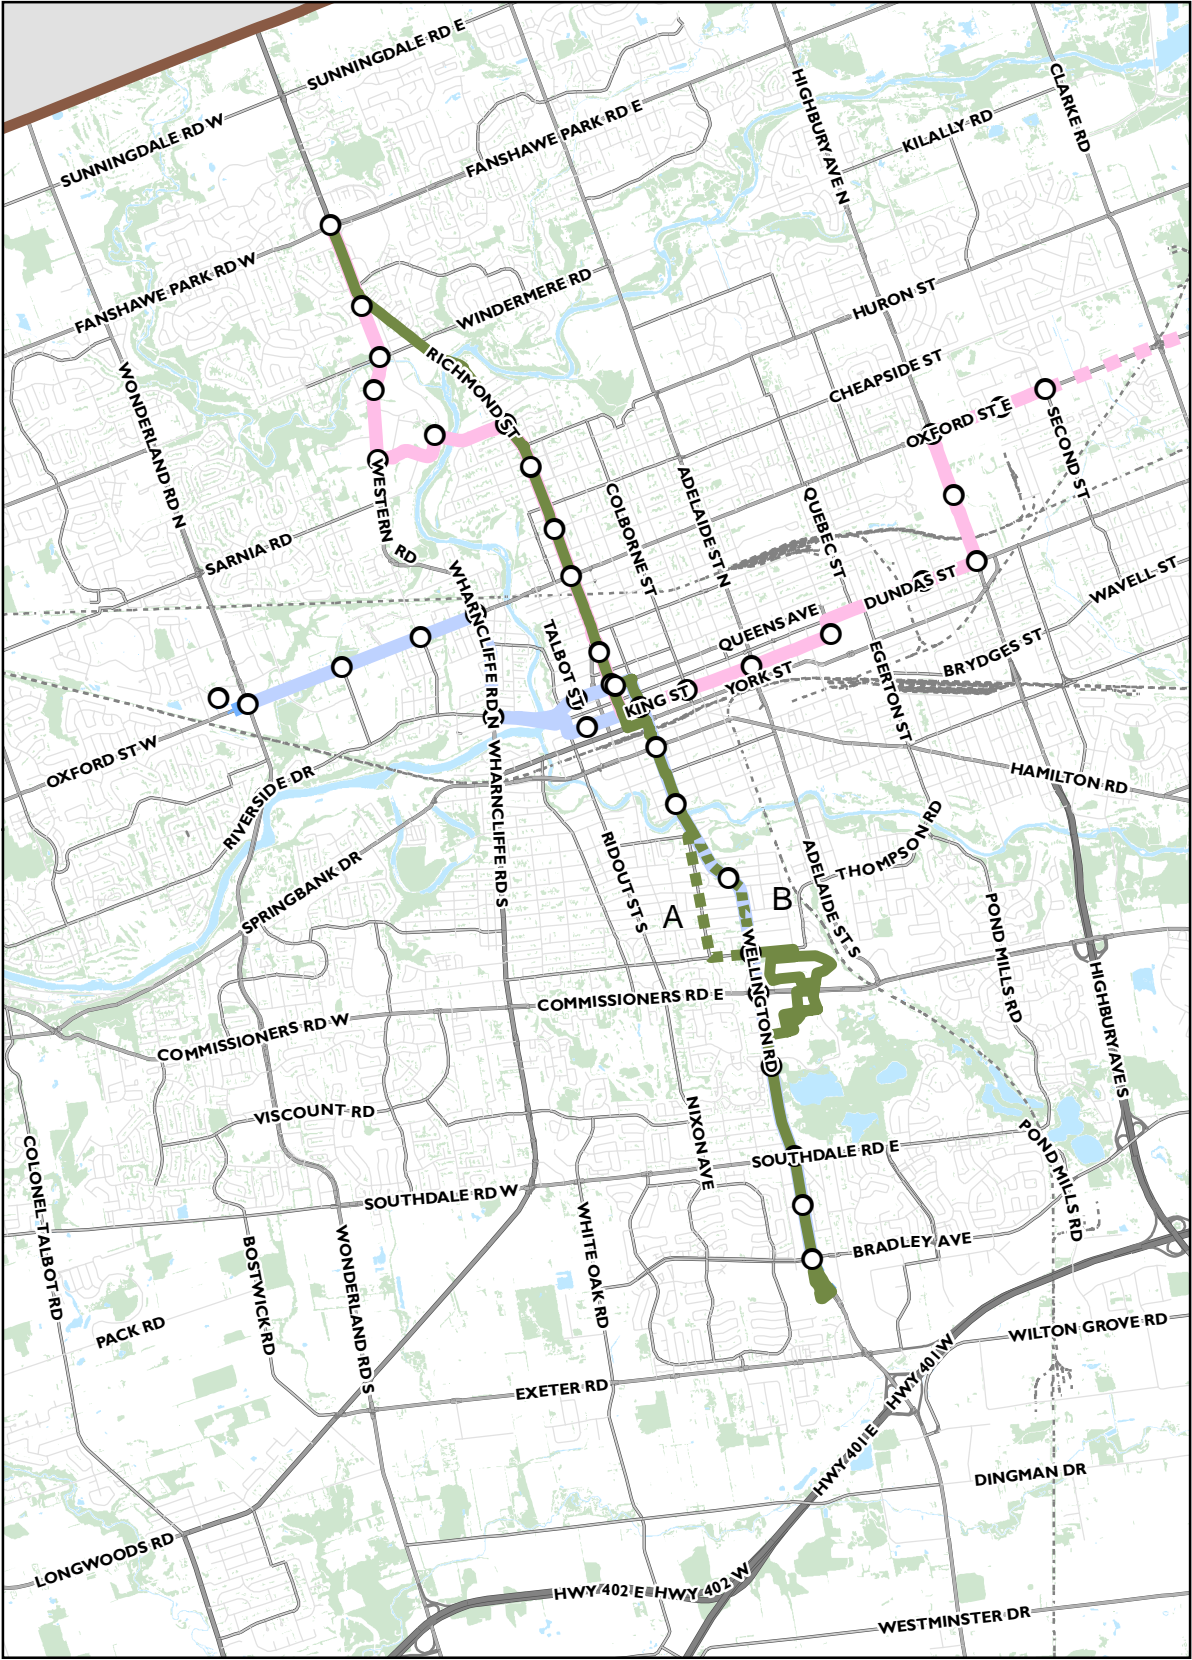 SUNNINGDALE RD E
SUNNINGDALE RD W
HIGHBURY AVE N
CLARKE RD
FANSHAWE PARK RD E
KILALLY RD
FANSHAWE PARK RD W
WINDERMERE RD
HURON ST
RICHMOND ST
CHEAPSIDE ST
WONDERLAND RD N
OXFORD ST E
SECOND ST
WESTERN RD
COLBORNE ST
ADELAIDE ST N
QUEBEC ST
SARNIA RD
WHARNCLIFFE RD N
DUNDAS ST
WAVELL ST
TALBOT ST
QUEENS AVE
BRYDGES ST
YORK ST
KING ST
EGERTON ST
OXFORD ST W
RIVERSIDE DR
WHARNCLIFFE RD S
HAMILTON RD
SPRINGBANK DR
RIDOUT ST S
THOMPSON RD
ADELAIDE ST S
A
B
POND MILLS RD
WELLINGTON RD
HIGHBURY AVE S
COMMISSIONERS RD E
COMMISSIONERS RD W
VISCOUNT RD
NIXON AVE
POND MILLS RD
COLONEL TALBOT RD
SOUTHDALE RD E
SOUTHDALE RD W
BOSTWICK RD
WONDERLAND RD S
WHITE OAK RD
BRADLEY AVE
PACK RD
WILTON GROVE RD
EXETER RD
HWY 401 W
HWY 401 E
DINGMAN DR
LONGWOODS RD
HWY 402 E
HWY 402 W
WESTMINSTER DR